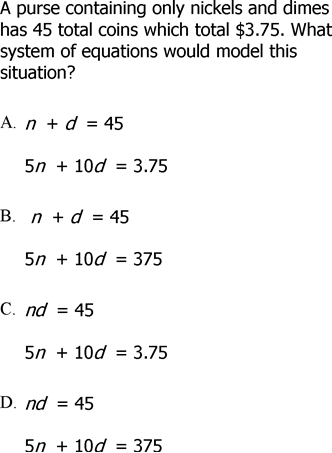 A purse containing only nickels and dimes
has 45 total coins which total $3.75. What
system of equations would model this
situation?
A. n + d = 45
5n + 10d = 3.75
B. n + d = 45
5n + 10d = 375
C. nd = 45
5n + 10d = 3.75
D. nd = 45
5n + 10d = 375